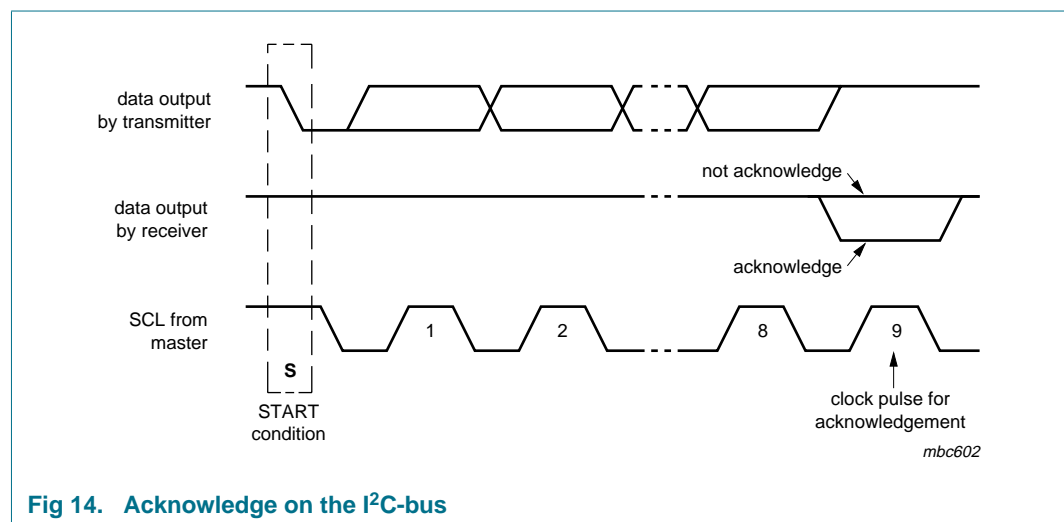 data output
by transmitter
not acknowledge
data output
by receiver
acknowledge
SCL from
master
1
2
8
9
S
START
condition
clock pulse for
acknowledgement
mbc602
Fig 14. Acknowledge on the I²C-bus